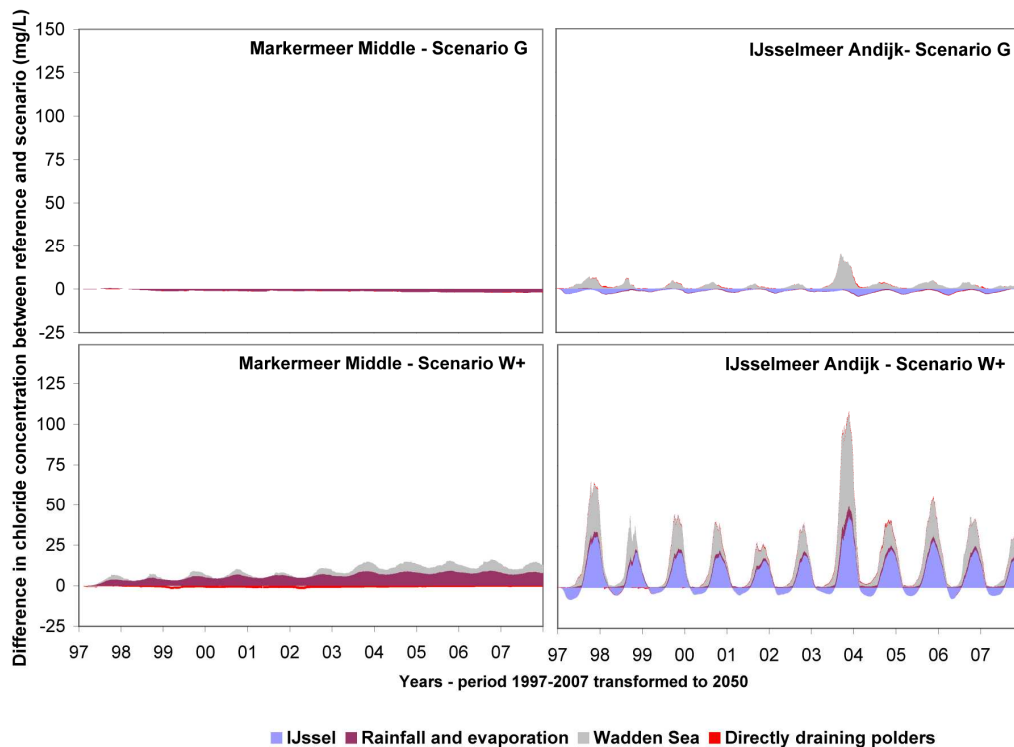 Difference in chloride concentration between reference and scenario (mg/L)
150
125
100
75
50
25
0
-25
Markermeer Middle - Scenario G
IJsselmeer Andijk- Scenario G
125
100
75
50
25
0
-25
Markermeer Middle - Scenario W+
IJsselmeer Andijk - Scenario W+
97 98 99 00 01 02 03 04 05 06 07
97 98 99 00 01 02 03 04 05 06 07
Years - period 1997-2007 transformed to 2050
IJssel Rainfall and evaporation Wadden Sea Directly draining polders